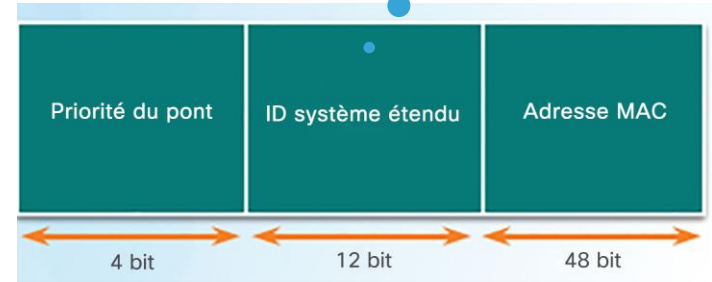 Priorité du pont
ID système étendu
Adresse MAC
4 bit
12 bit
48 bit